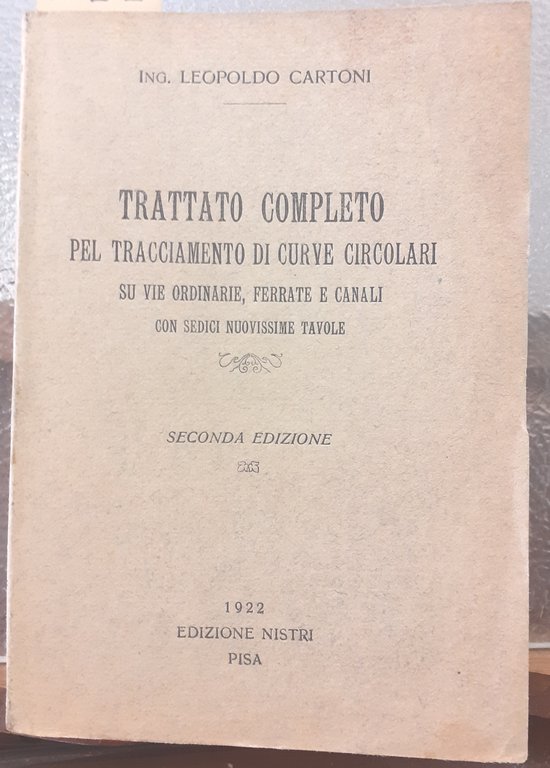 ING. LEOPOLDO CARTONI
TRATTATO COMPLETO
PEL TRACCIAMENTO DI CURVE CIRCOLARI
SU VIE ORDINARIE, FERRATE E CANALI
CON SEDICI NUOVISSIME TAVOLE
SECONDA EDIZIONE
1922
EDIZIONE NISTRI
PISA